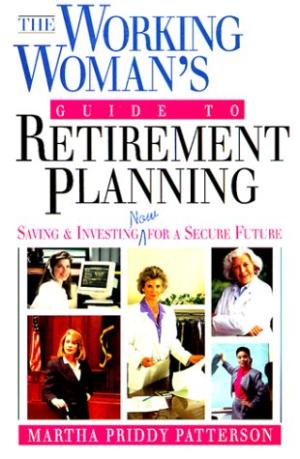 THE WORKING
WOMAN'S
GUIDE TO
RETIREMENT
PLANNING
Now
SAVING & INVESTING FOR A SECURE FUTURE
MARTHA PRIDDY PATTERSON